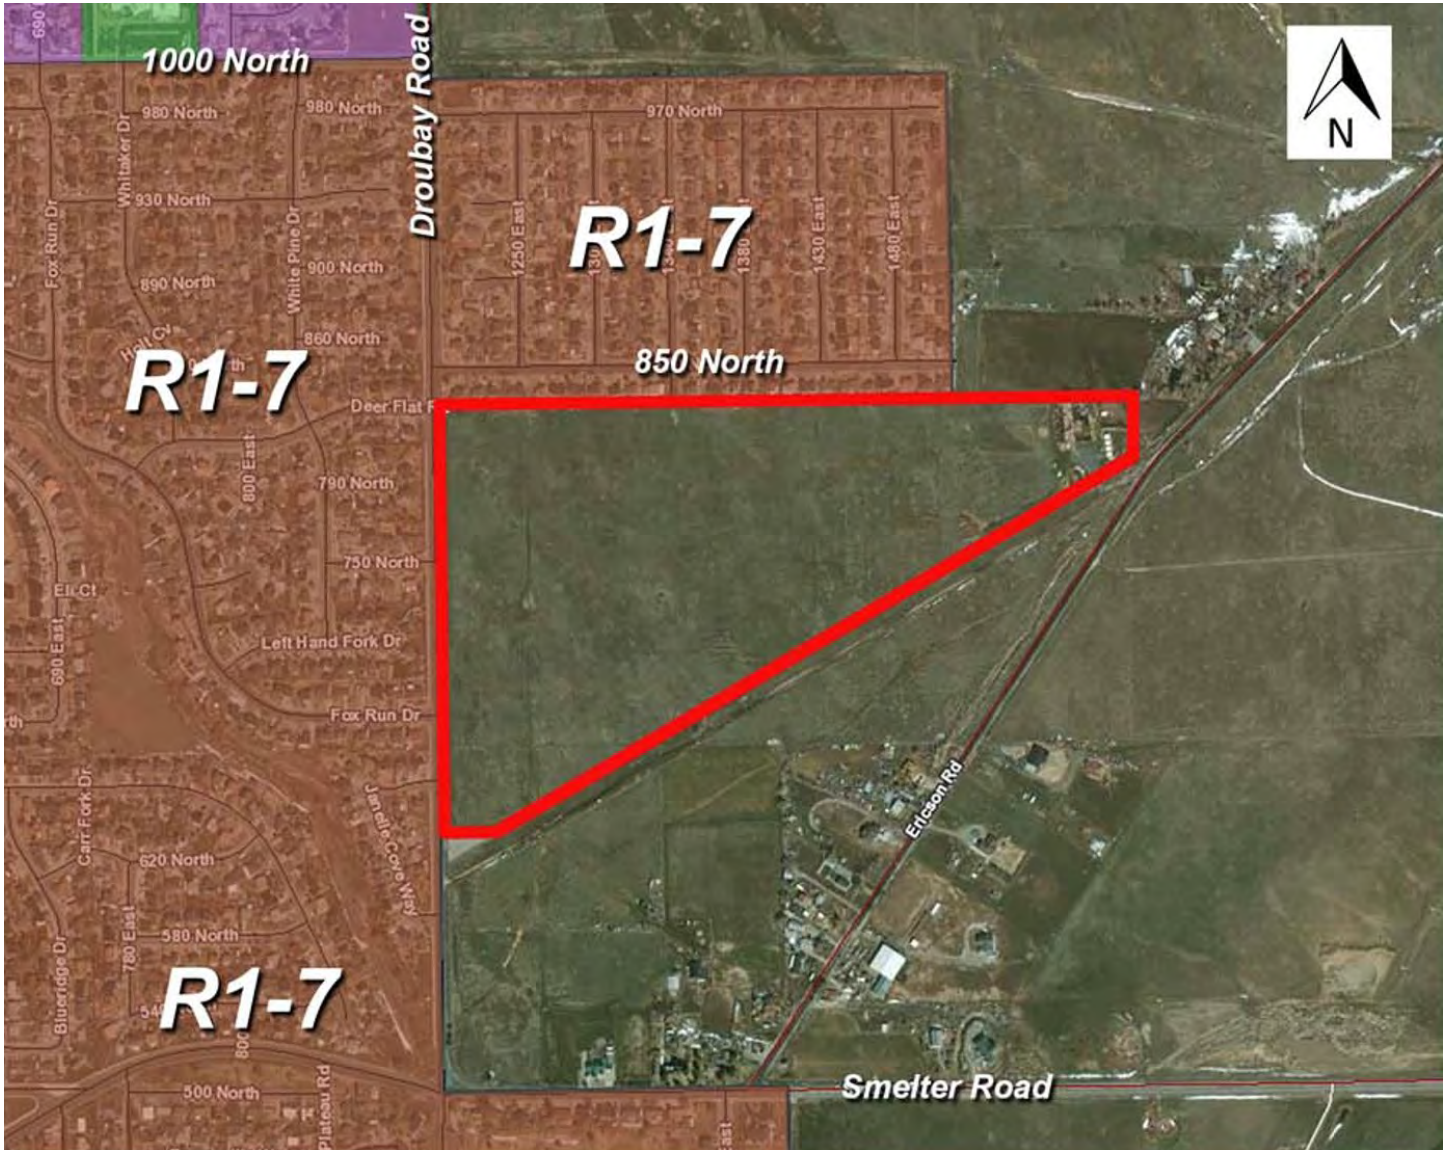 690
1000 North
Droubay Road
N
980 North
980 North
970 North
Whitaker Dr
930 North
Fox Run Dr
White Pine Dr
1250 East
R1-7
1380
1430 East
1480 East
900 North
890 North
860 North
850 North
R1-7
Deer Flat
800 East
790 North
750 North
Eli Ct
690 East
Left Hand Fork Dr
Fox Run Dr
Ericson Rd
Carr Fork Dr
Janelle Cove Way
620 North
780 East
580 North
Blueridge Dr
R1-7
Smelter Road
500 North
Plateau Rd